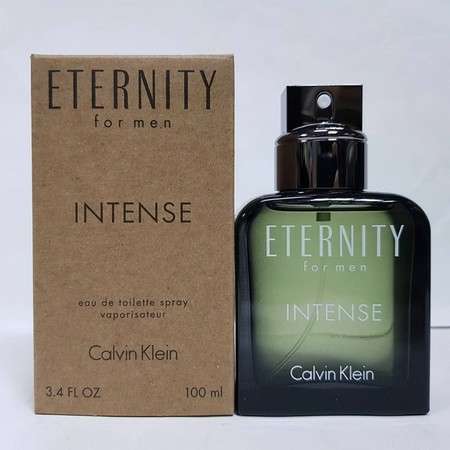 ETERNITY
for men
INTENSE
eau de toilette spray
vaporisateur
Calvin Klein
3.4 FL OZ 100 ml
ETERNITY
for men
INTENSE
Calvin Klein